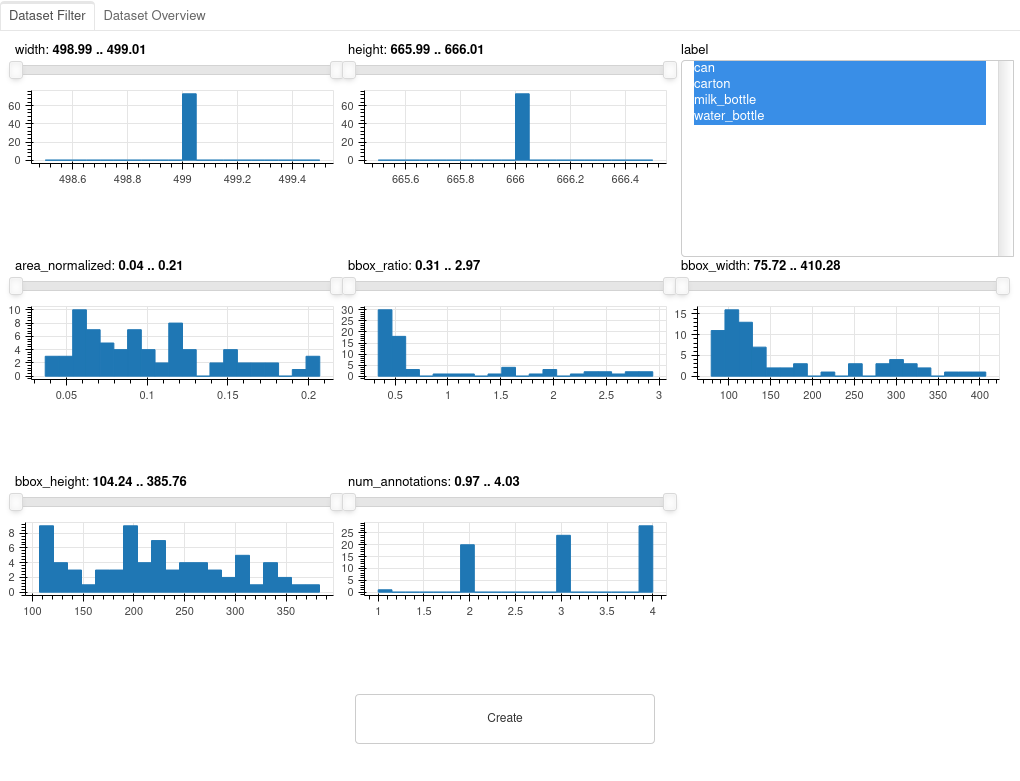 Dataset Filter Dataset Overview
width: 498.99 .. 499.01
60
40
20
0
498.6 498.8 499 499.2 499.4
height: 665.99 .. 666.01
60
40
20
0
665.6 665.8 666 666.2 666.4
label
can
carton
milk_bottle
water_bottle
area_normalized: 0.04 .. 0.21
10
8
6
4
2
0
0.05 0.1 0.15 0.2
bbox_ratio: 0.31 .. 2.97
30
25
20
15
10
5
0
0.5 1 1.5 2 2.5 3
bbox_width: 75.72 .. 410.28
15
10
5
0
100 150 200 250 300 350 400
bbox_height: 104.24 .. 385.76
8
6
4
2
0
100 150 200 250 300 350
num_annotations: 0.97 .. 4.03
25
20
15
10
5
0
1 1.5 2 2.5 3 3.5 4
Create